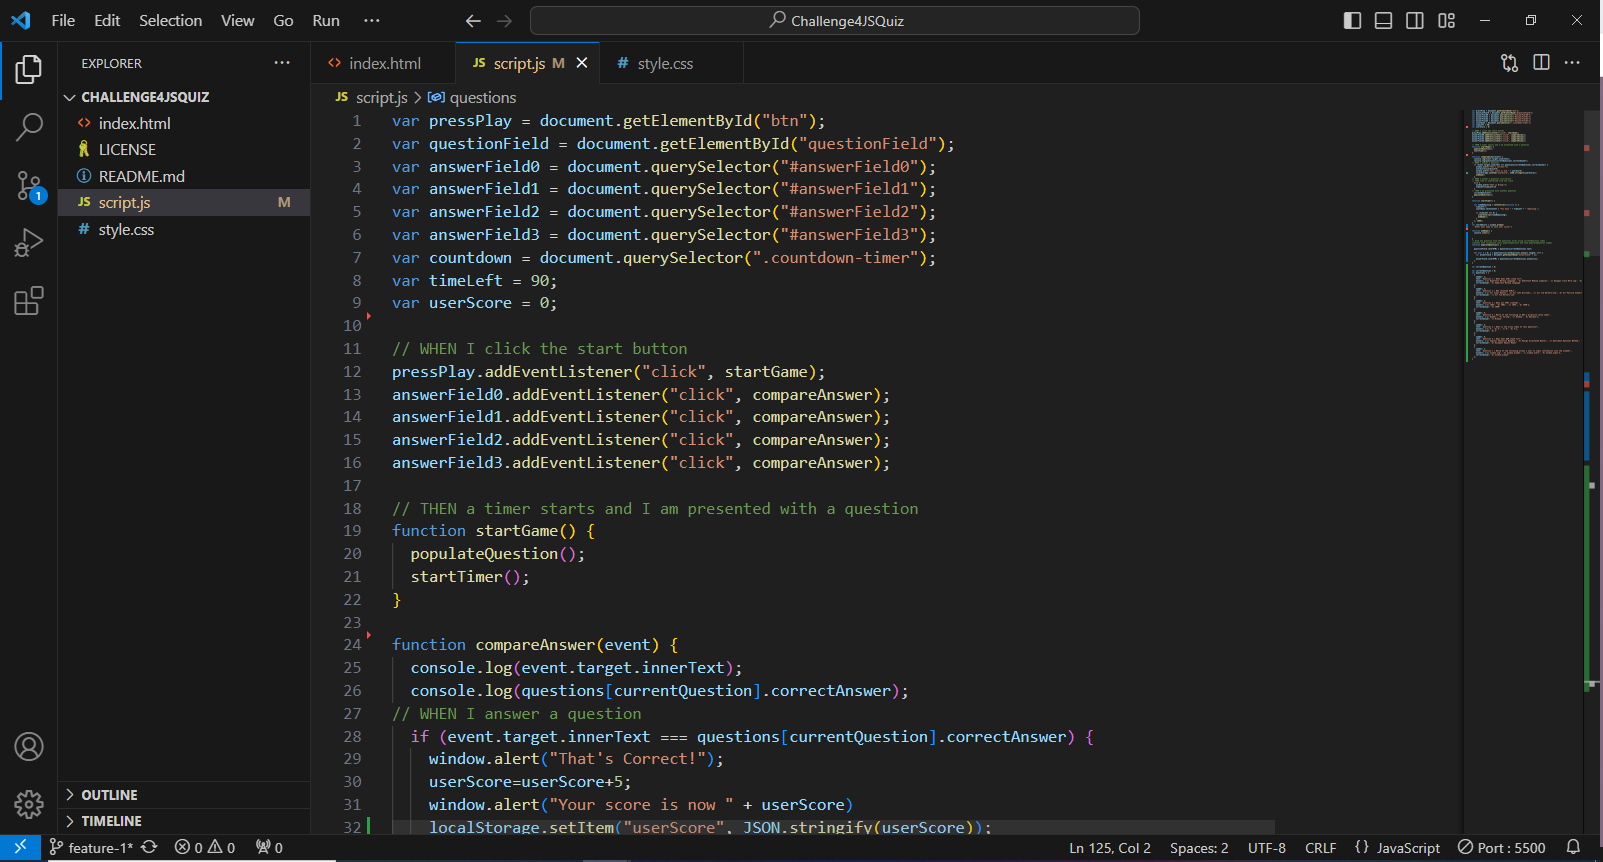 File Edit Selection View Go Run ···
Challenge4JSQuiz
EXPLORER ···
CHALLENGE4JSQUIZ
index.html
LICENSE
README.md
script.js M
style.css
1
OUTLINE
TIMELINE
index.html
JS script.js M
# style.css
JS script.js > questions
1 var pressPlay = document.getElementById("btn");
2 var questionField = document.getElementById("questionField");
3 var answerField0 = document.querySelector("#answerField0");
4 var answerField1 = document.querySelector("#answerField1");
5 var answerField2 = document.querySelector("#answerField2");
6 var answerField3 = document.querySelector("#answerField3");
7 var countdown = document.querySelector(".countdown-timer");
8 var timeLeft = 90;
9 var userScore = 0;
10
11 // WHEN I click the start button
12 pressPlay.addEventListener("click", startGame);
13 answerField0.addEventListener("click", compareAnswer);
14 answerField1.addEventListener("click", compareAnswer);
15 answerField2.addEventListener("click", compareAnswer);
16 answerField3.addEventListener("click", compareAnswer);
17
18 // THEN a timer starts and I am presented with a question
19 function startGame() {
20 populateQuestion();
21 startTimer();
22 }
23
24 function compareAnswer(event) {
25 console.log(event.target.innerText);
26 console.log(questions[currentQuestion].correctAnswer);
27 // WHEN I answer a question
28 if (event.target.innerText === questions[currentQuestion].correctAnswer) {
29 window.alert("That's Correct!");
30 userScore=userScore+5;
31 window.alert("Your score is now " + userScore)
32 localStorage.setItem("userScore", JSON.stringify(userScore));
feature-1* 0 0 0 Ln 125, Col 2 Spaces: 2 UTF-8 CRLF {} JavaScript Port : 5500